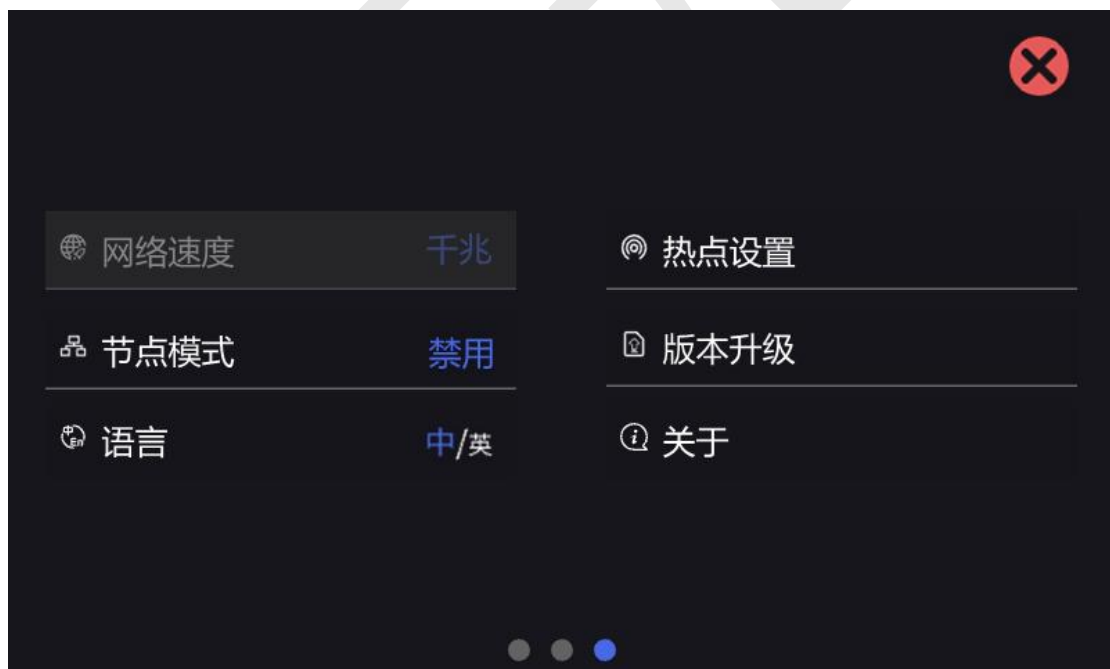 网络速度 千兆
热点设置
节点模式 禁用
版本升级
语言 中/英
关于